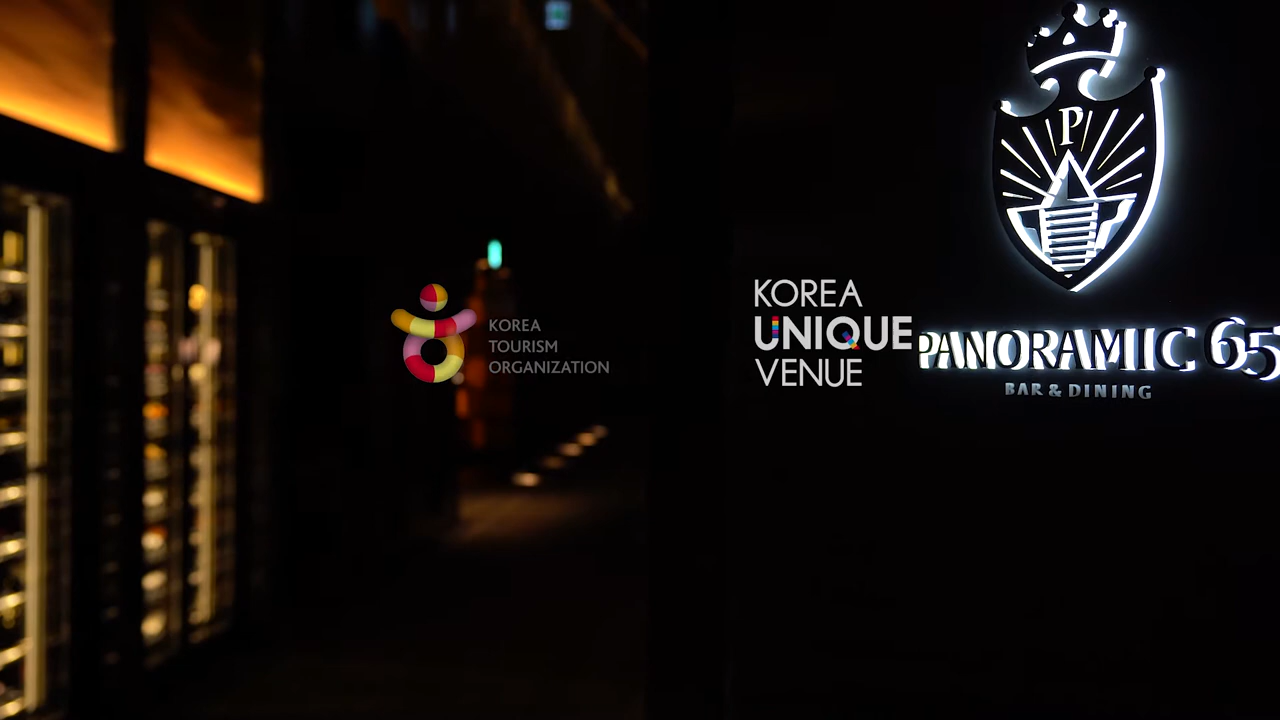 KOREA
TOURISM
ORGANIZATION
KOREA
UNIQUE
VENUE
P
PANORAMIC 65
BAR & DINING